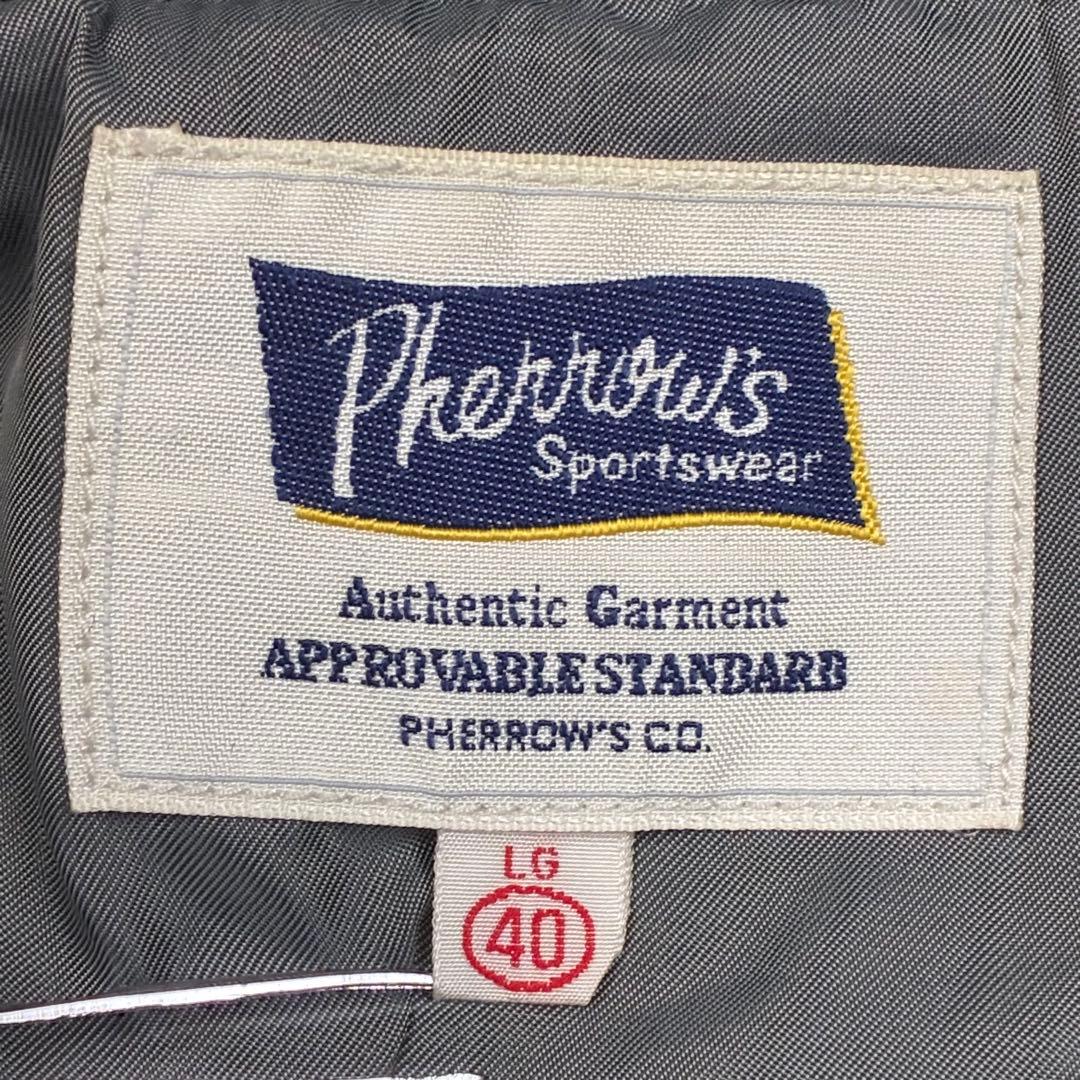 Pherrow's
Sportswear
Authentic Garment
APPROVABLE STANDARD
PHERROW'S CO.
LG
40